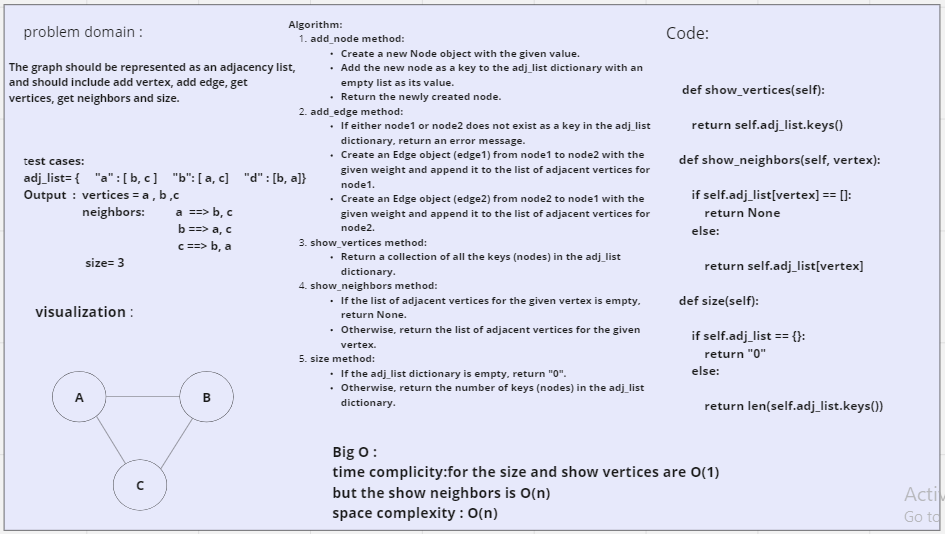 problem domain :
The graph should be represented as an adjacency list,
and should include add vertex, add edge, get
vertices, get neighbors and size.
test cases:
adj_list= { "a" : [ b, c ] "b": [ a, c] "d" : [b, a]}
Output : vertices = a , b ,c
neighbors: a ==> b, c
b ==> a, c
c ==> b, a
size= 3
visualization :
A
B
C
Algorithm:
1. add_node method:
• Create a new Node object with the given value.
• Add the new node as a key to the adj_list dictionary with an
empty list as its value.
• Return the newly created node.
2. add_edge method:
• If either node1 or node2 does not exist as a key in the adj_list
dictionary, return an error message.
• Create an Edge object (edge1) from node1 to node2 with the
given weight and append it to the list of adjacent vertices for
node1.
• Create an Edge object (edge2) from node2 to node1 with the
given weight and append it to the list of adjacent vertices for
node2.
3. show_vertices method:
• Return a collection of all the keys (nodes) in the adj_list
dictionary.
4. show_neighbors method:
• If the list of adjacent vertices for the given vertex is empty,
return None.
• Otherwise, return the list of adjacent vertices for the given
vertex.
5. size method:
• If the adj_list dictionary is empty, return "0".
• Otherwise, return the number of keys (nodes) in the adj_list
dictionary.
Big O :
time complicity:for the size and show vertices are O(1)
but the show neighbors is O(n)
space complexity : O(n)
Code:
def show_vertices(self):
return self.adj_list.keys()
def show_neighbors(self, vertex):
if self.adj_list[vertex] == []:
return None
else:
return self.adj_list[vertex]
def size(self):
if self.adj_list == {}:
return "0"
else:
return len(self.adj_list.keys())
Activ
Go to